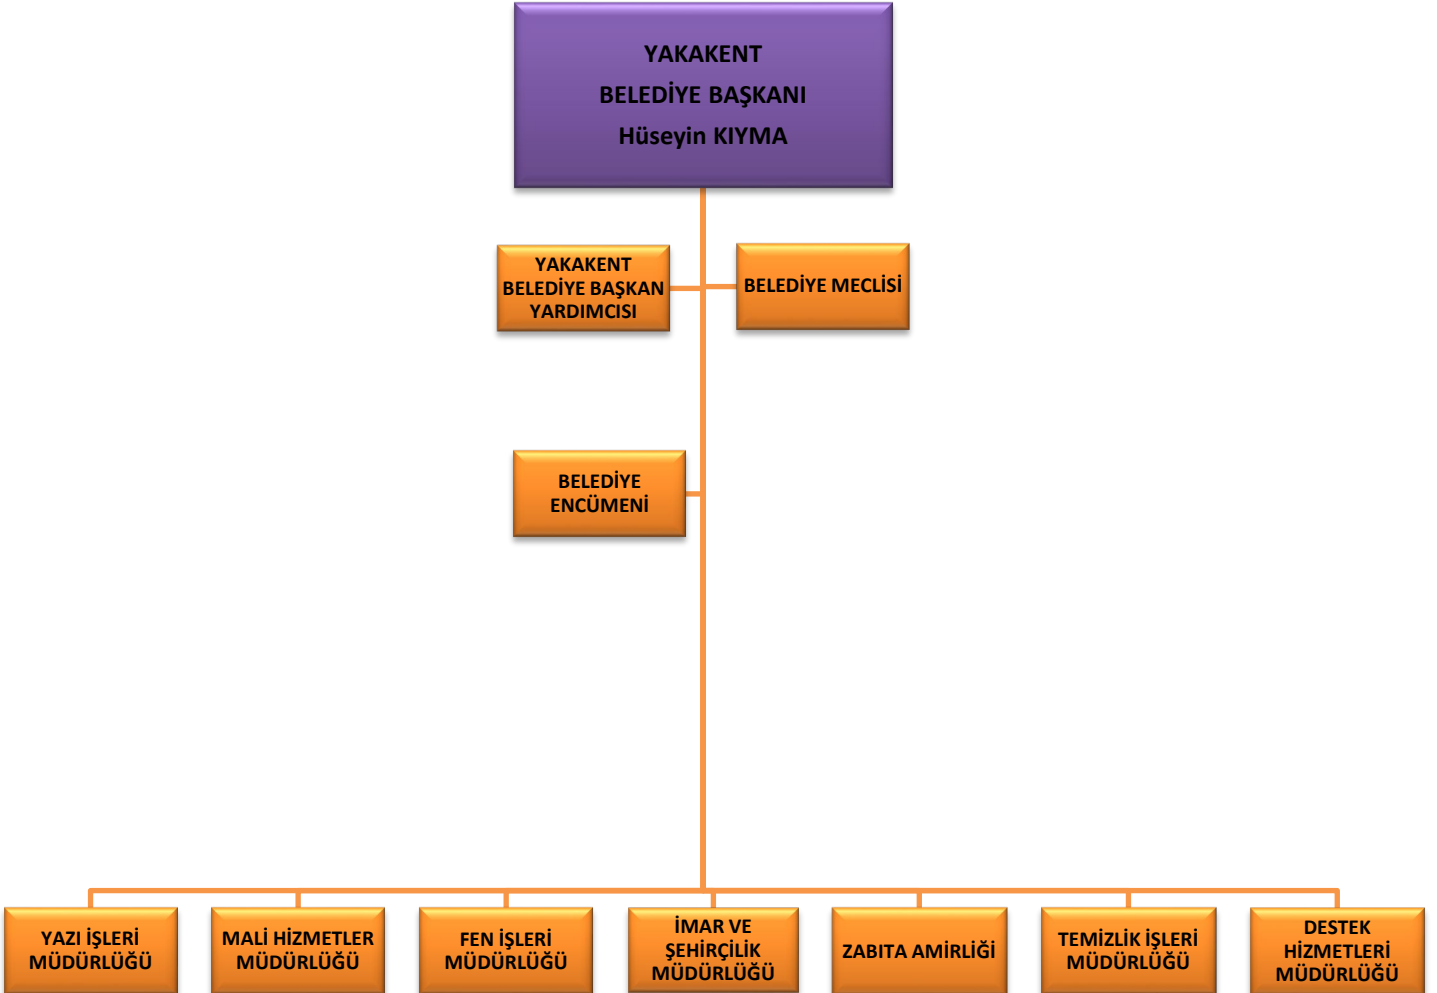 YAKAKENT
BELEDİYE BAŞKANI
Hüseyin KIYMA
YAKAKENT
BELEDİYE BAŞKAN
YARDIMCISI
BELEDİYE MECLİSİ
BELEDİYE
ENCÜMENİ
YAZI İŞLERİ
MÜDÜRLÜĞÜ
MALİ HİZMETLER
MÜDÜRLÜĞÜ
FEN İŞLERİ
MÜDÜRLÜĞÜ
İMAR VE
ŞEHİRÇİLİK
MÜDÜRLÜĞÜ
ZABITA AMİRLİĞİ
TEMİZLİK İŞLERİ
MÜDÜRLÜĞÜ
DESTEK
HİZMETLERİ
MÜDÜRLÜĞÜ